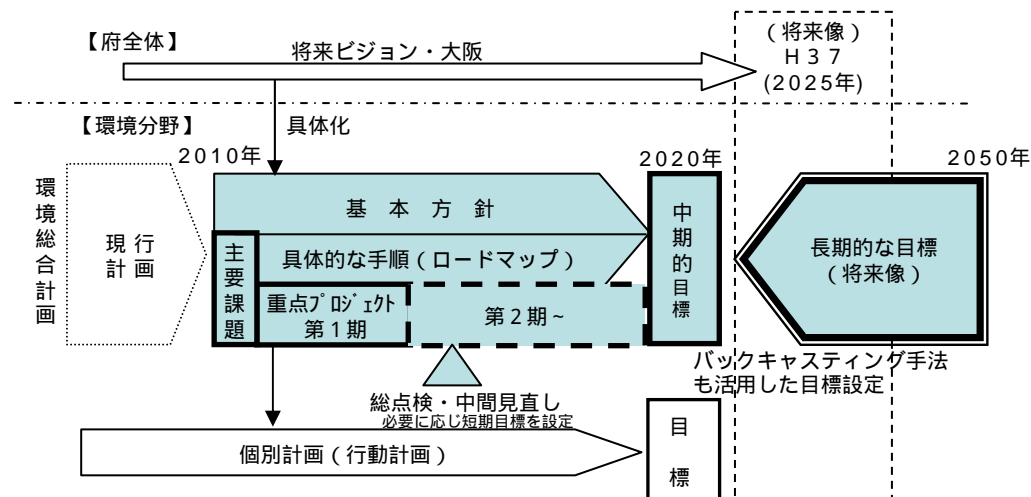 【府全体】
将来ビジョン・大阪
(将来像)
H37
(2025年)
【環境分野】
具体化
2010年
2020年
2050年
環境総合計画
現行
計画
基本方針
主要課題
具体的な手順(ロードマップ)
重点プロジェクト
第1期
第2期~
中期的目標
長期的な目標
(将来像)
バックキャスティング手法
も活用した目標設定
総点検・中間見直し
必要に応じ短期目標を設定
個別計画(行動計画)
目標